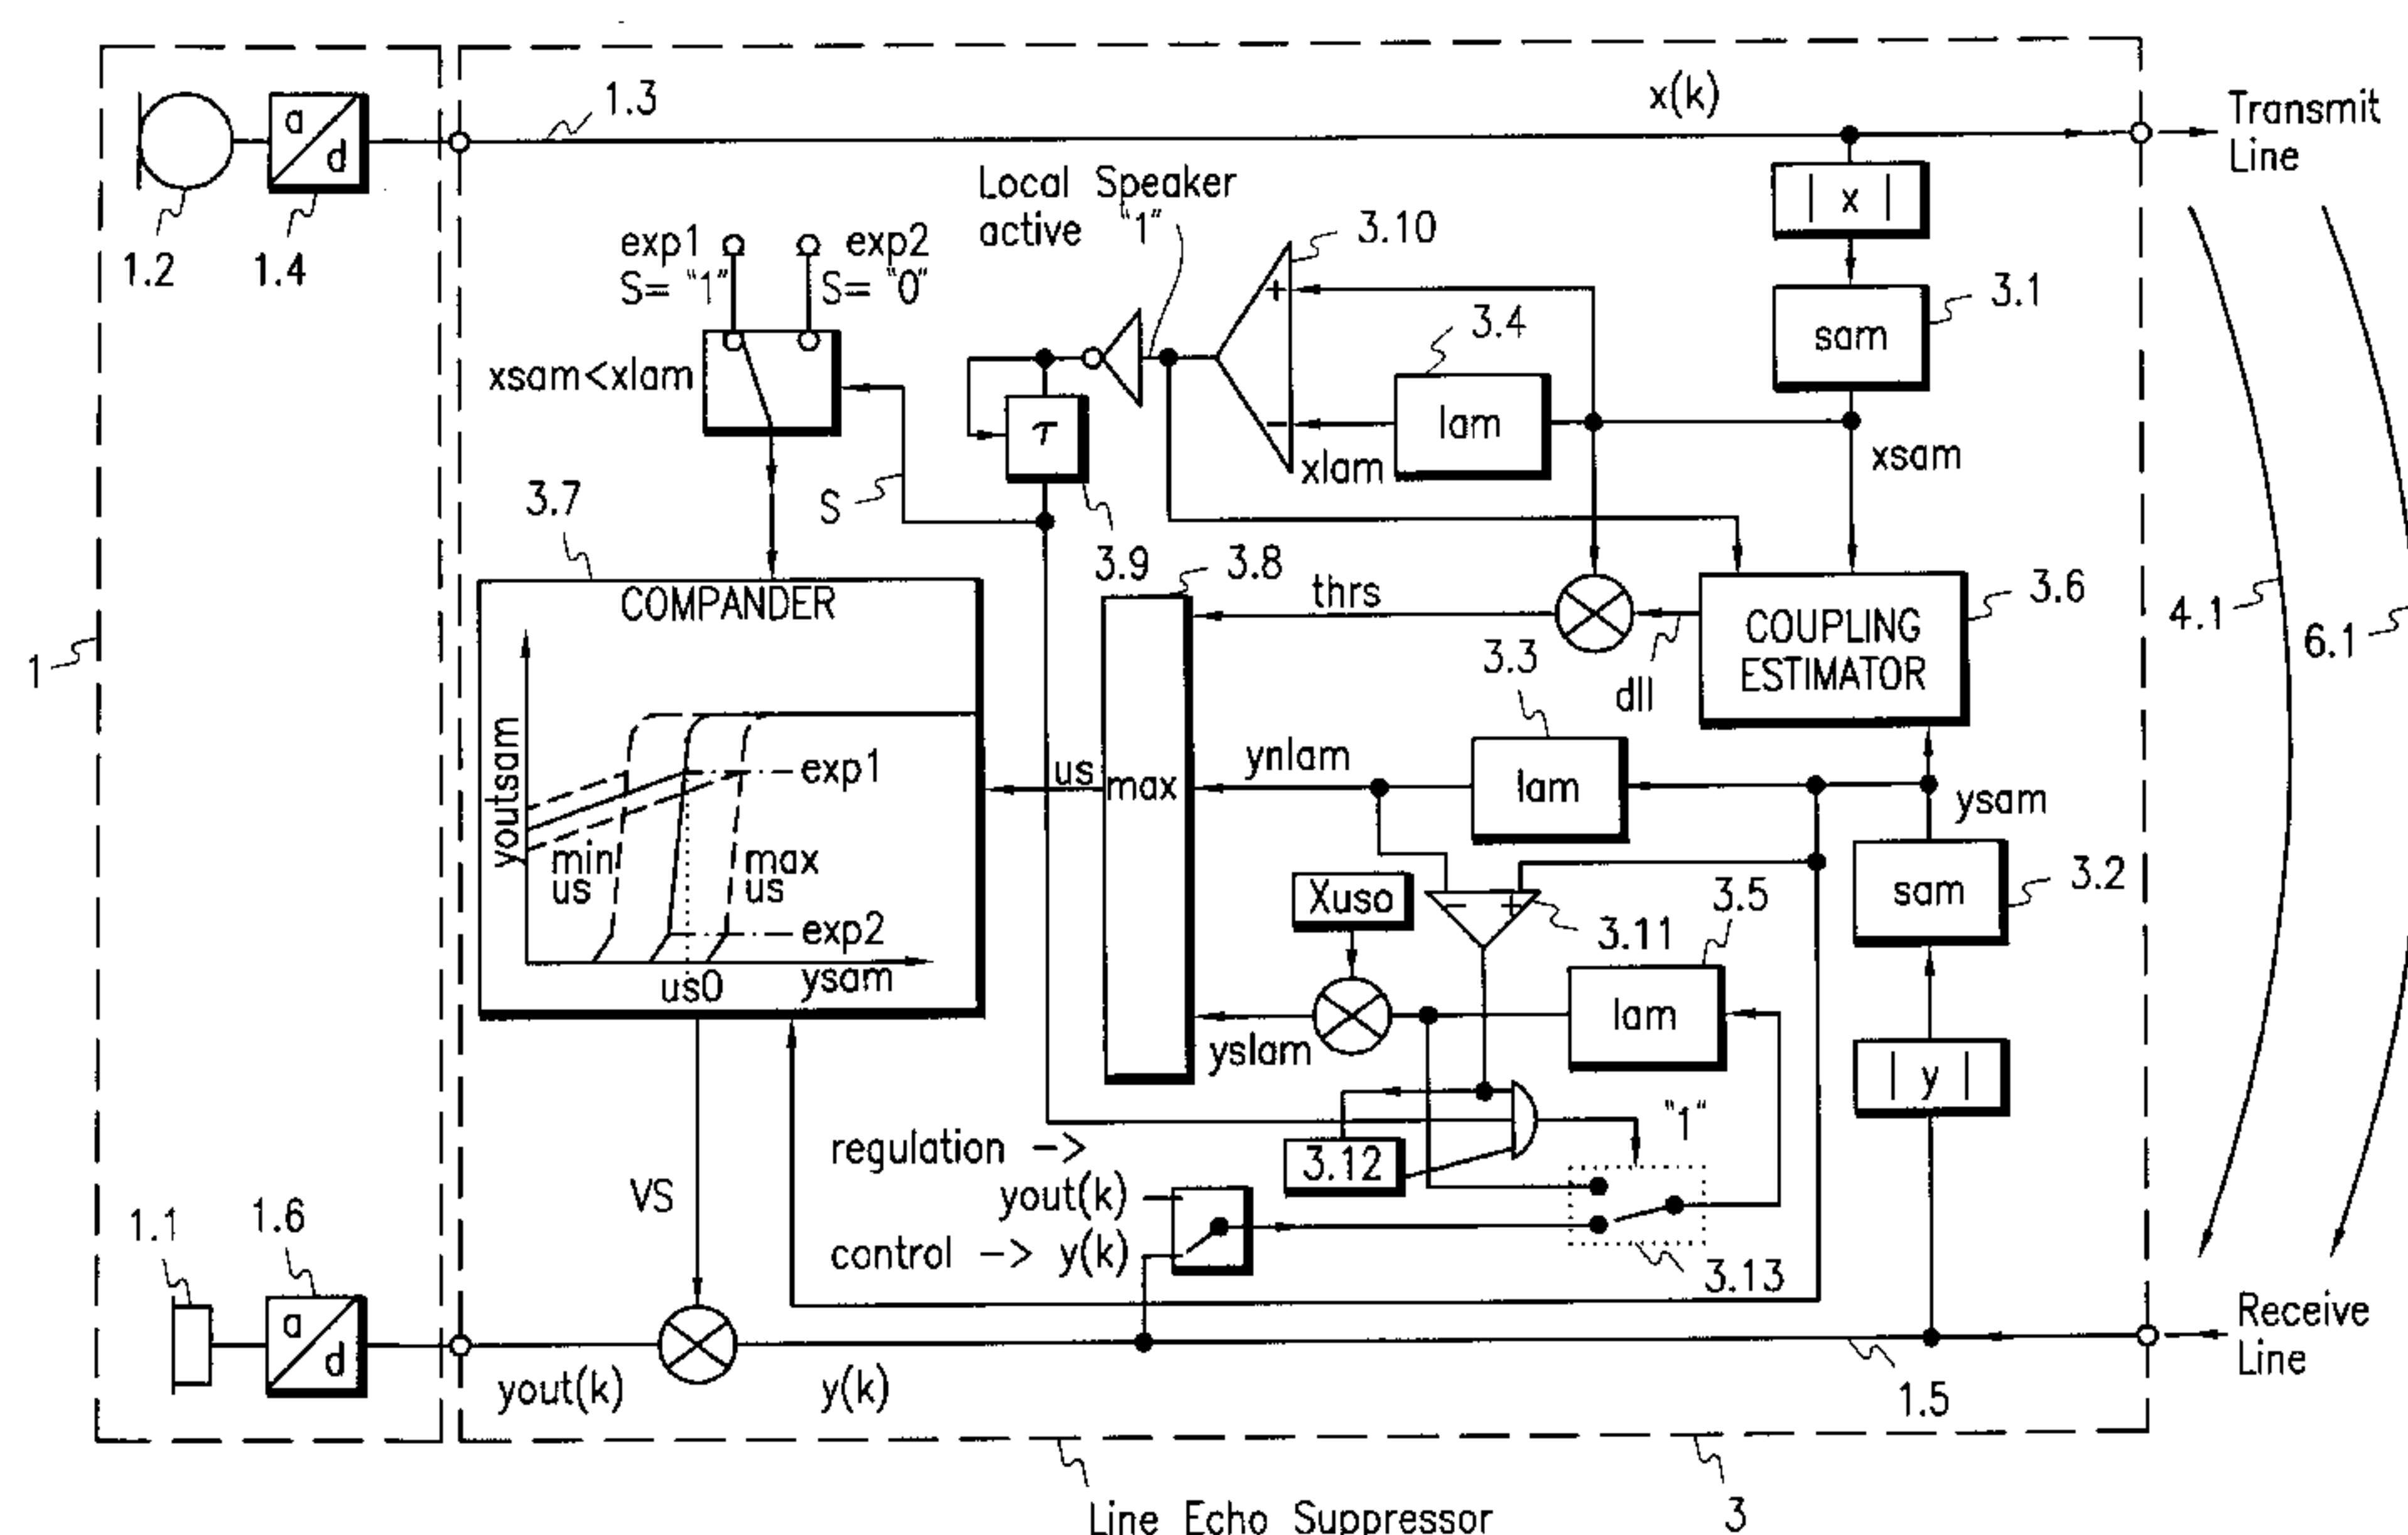 1.3
x(k)
Transmit
Line
a
d
1.2
1.4
| x |
Local Speaker
active "1"
3.10
exp1
S= "1"
exp2
S= "0"
+
3.1
sam
3.4
xsam<xlam
τ
lam
−
xlam
xsam
S
3.7
3.9
3.8
thrs
COMPANDER
COUPLING
ESTIMATOR
3.6
4.1
6.1
1
3.3
dll
youtsam
exp1
us
max
ynlam
lam
ysam
min
us
max
us
Xuso
−
+
3.11
3.5
sam
3.2
exp2
us0
ysam
yslam
lam
| y |
"1"
regulation ->
yout(k)
3.12
VS
control -> y(k)
3.13
1.1
1.6
a
d
Receive
Line
yout(k)
y(k)
1.5
Line Echo Suppressor
3